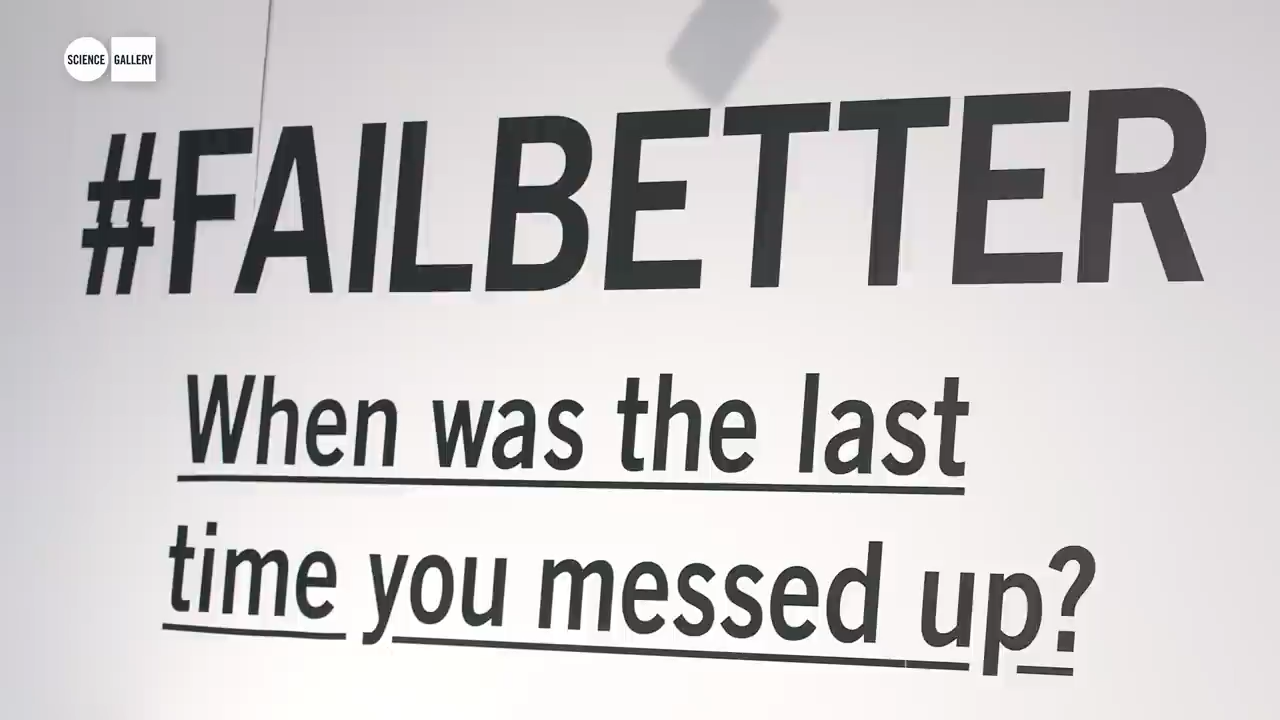 SCIENCE GALLERY
#FAILBETTER
When was the last
time you messed up?